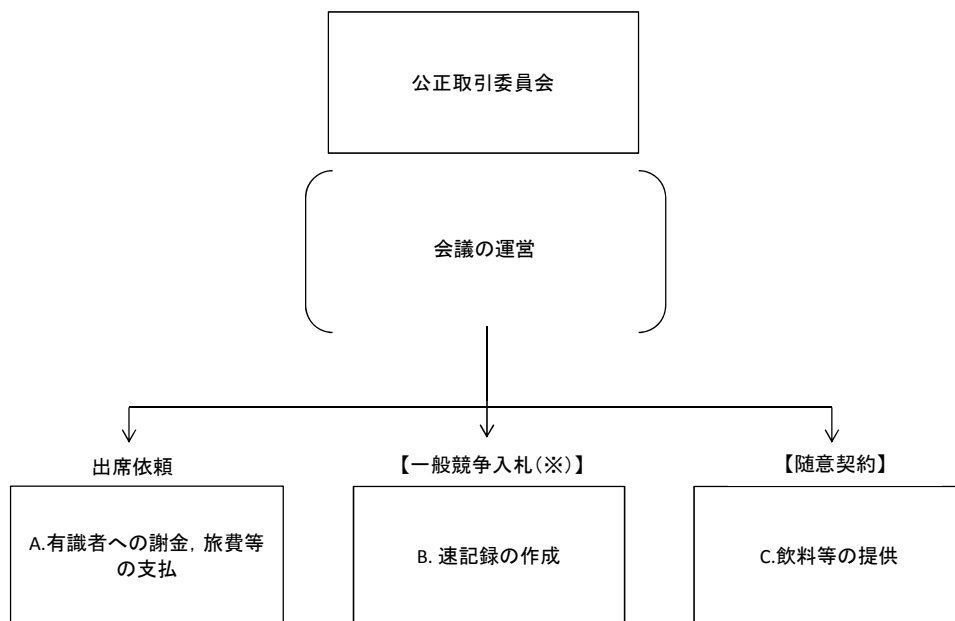 公正取引委員会
会議の運営
出席依頼
【一般競争入札(※)】
【随意契約】
A.有識者への謝金，旅費等
の支払
B. 速記録の作成
C.飲料等の提供